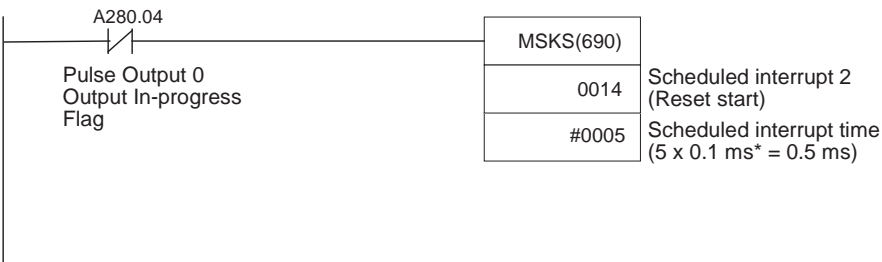 A280.04
MSKS(690)
Pulse Output 0
Output In-progress
Flag
0014
Scheduled interrupt 2
(Reset start)
#0005
Scheduled interrupt time
(5 x 0.1 ms* = 0.5 ms)